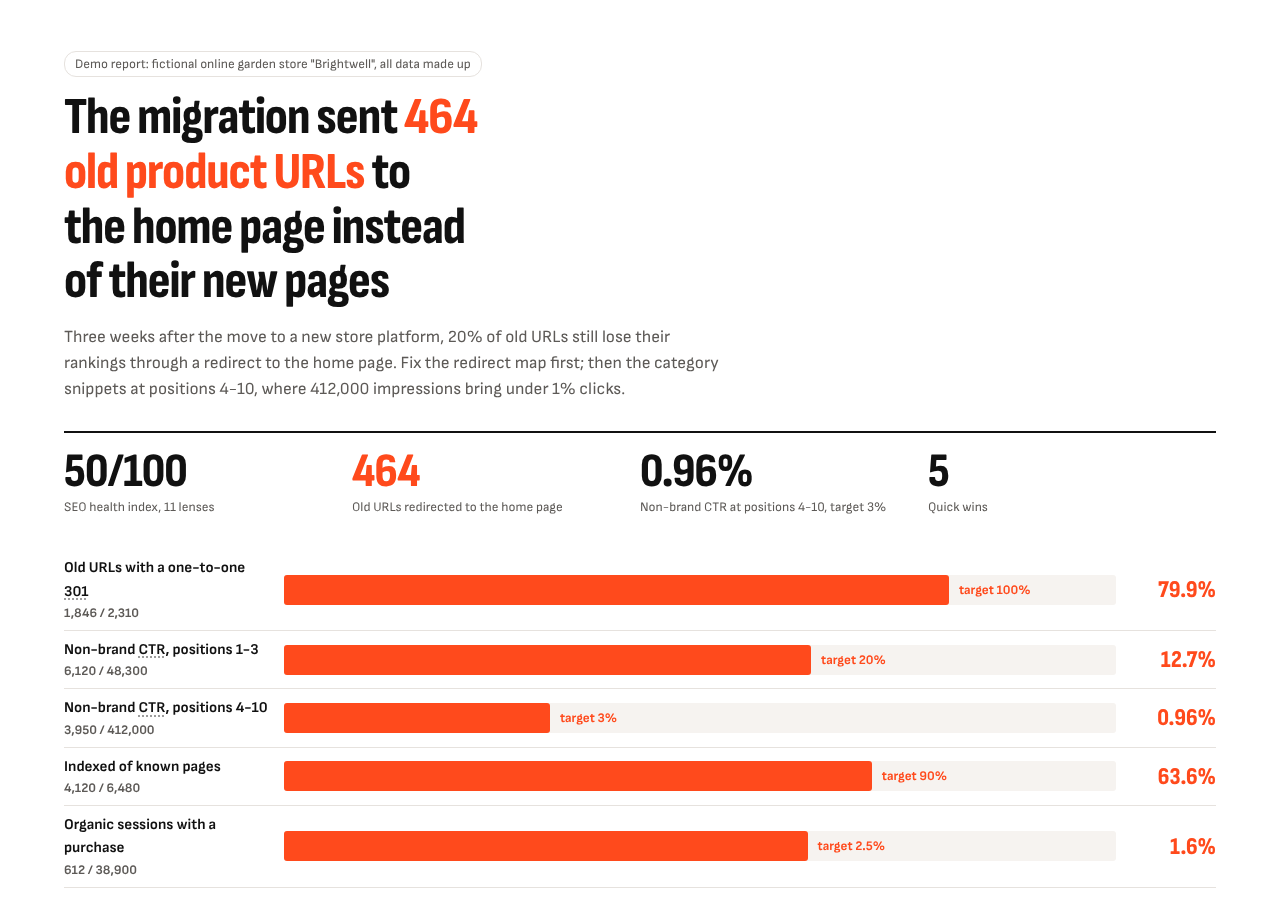 Demo report: fictional online garden store "Brightwell", all data made up
The migration sent 464
old product URLs to
the home page instead
of their new pages
Three weeks after the move to a new store platform, 20% of old URLs still lose their
rankings through a redirect to the home page. Fix the redirect map first; then the category
snippets at positions 4-10, where 412,000 impressions bring under 1% clicks.
50/100
SEO health index, 11 lenses
464
Old URLs redirected to the home page
0.96%
Non-brand CTR at positions 4-10, target 3%
5
Quick wins
Old URLs with a one-to-one
301
1,846 / 2,310
target 100%
79.9%
Non-brand CTR, positions 1-3
6,120 / 48,300
target 20%
12.7%
Non-brand CTR, positions 4-10
3,950 / 412,000
target 3%
0.96%
Indexed of known pages
4,120 / 6,480
target 90%
63.6%
Organic sessions with a
purchase
612 / 38,900
target 2.5%
1.6%